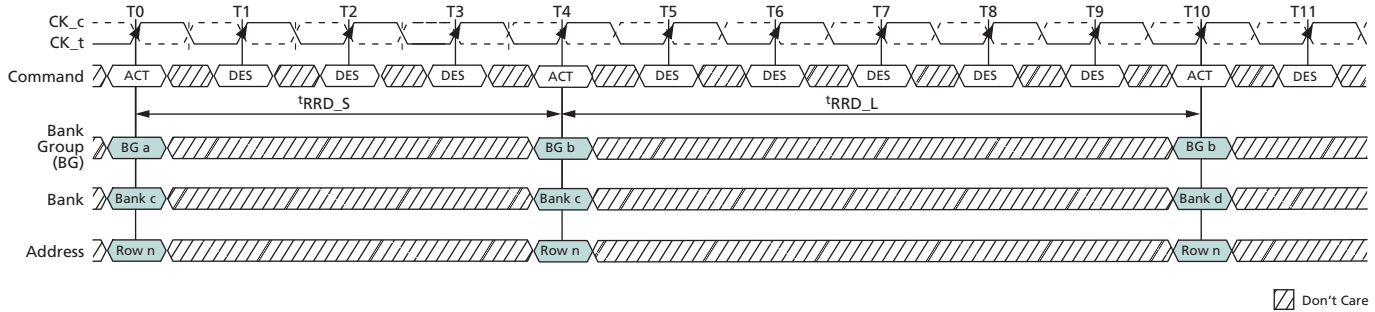 T0 T1 T2 T3 T4 T5 T6 T7 T8 T9 T10 T11
CK_c
CK_t
Command ACT DES DES DES ACT DES DES DES DES DES ACT DES
tRRD_S tRRD_L
Bank
Group
(BG)
BG a BG b BG b
Bank Bank c Bank c Bank d
Address Row n Row n Row n
Don't Care